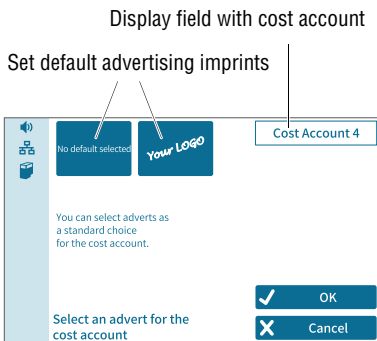 Display field with cost account
Set default advertising imprints
No default selected
Your LOGO
Cost Account 4
You can select adverts as
a standard choice
for the cost account.
OK
Select an advert for the
cost account
Cancel